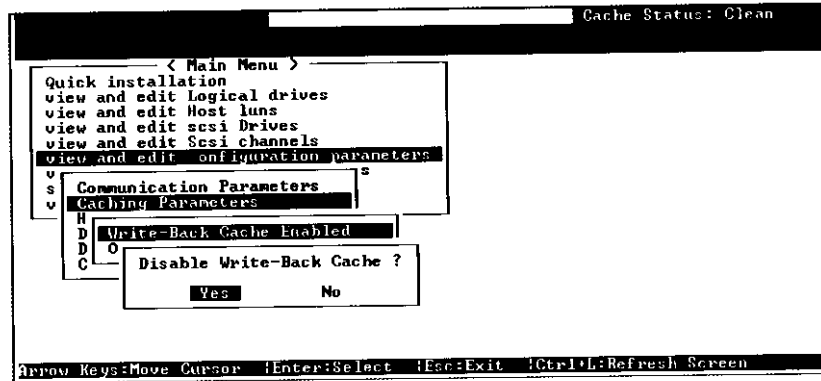 Cache Status: Clean
< Main Menu >
Quick installation
view and edit Logical drives
view and edit Host luns
view and edit scsi Drives
view and edit Scsi channels
view and edit onfiguration parameters
v s
s Communication Parameters
v Caching Parameters
H
D Write-Back Cache Enabled
D O
C Disable Write-Back Cache ?
Yes No
Arrow Keys:Move Cursor |Enter:Select |Esc:Exit |Ctrl+L:Refresh Screen